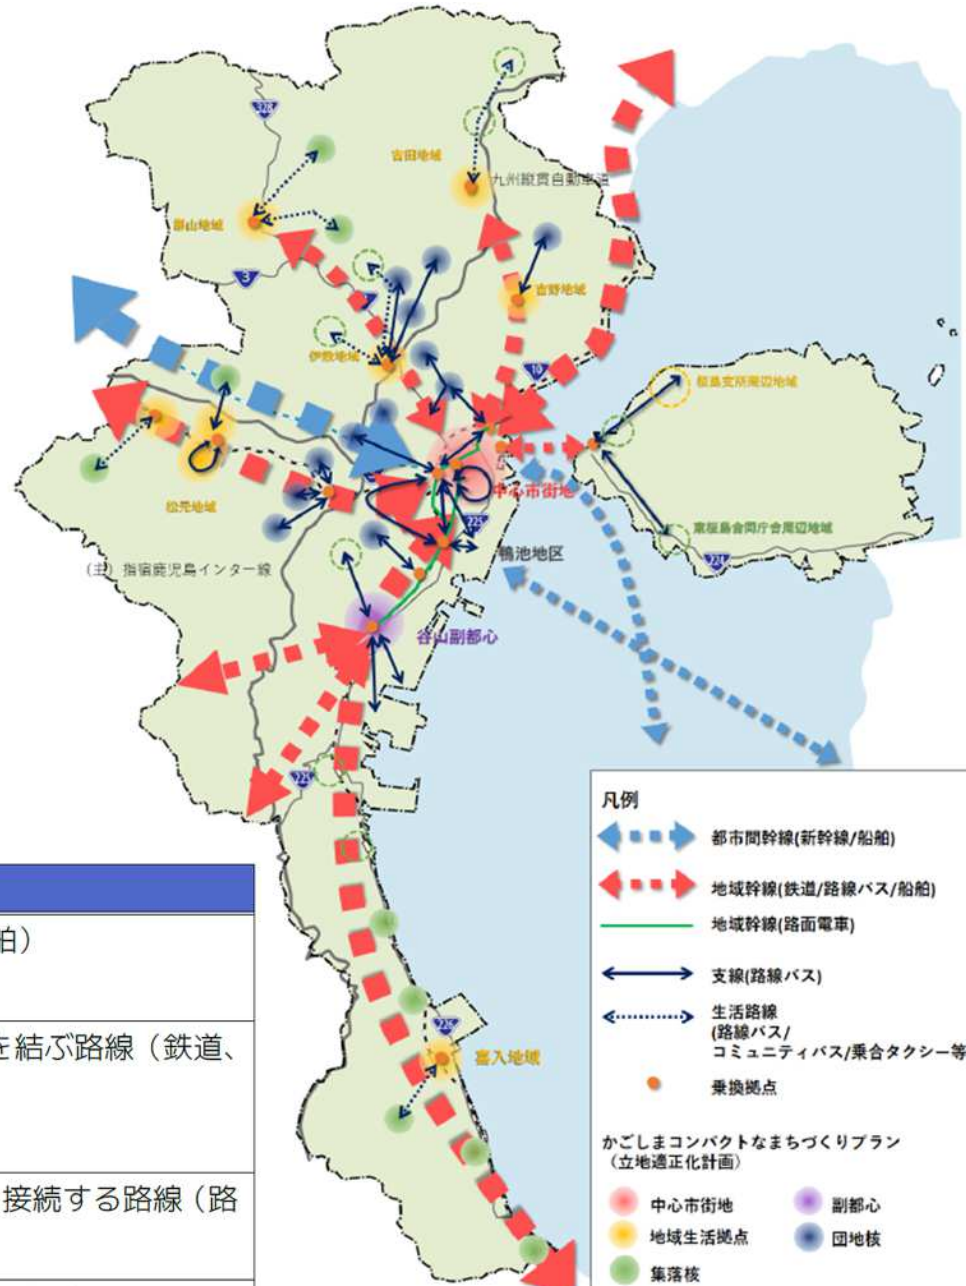 328
吉田地域
九州縦貫自動車道
郡山地域
3
吉野地域
伊敷地域
10
桜島支所周辺地域
松元地域
中心市街地
225
東桜島合同庁舎周辺地域
鴨池地区
224
(主)指宿鹿児島インター線
谷山副都心
225
226
喜入地域
凡例
都市間幹線(新幹線/船舶)
地域幹線(鉄道/路線バス/船舶)
地域幹線(路面電車)
支線(路線バス)
生活路線
(路線バス/
コミュニティバス/乗合タクシー等
乗換拠点
かごしまコンパクトなまちづくりプラン
(立地適正化計画)
中心市街地
副都心
地域生活拠点
団地核
集落核
舶)
を結ぶ路線(鉄道、
接続する路線(路